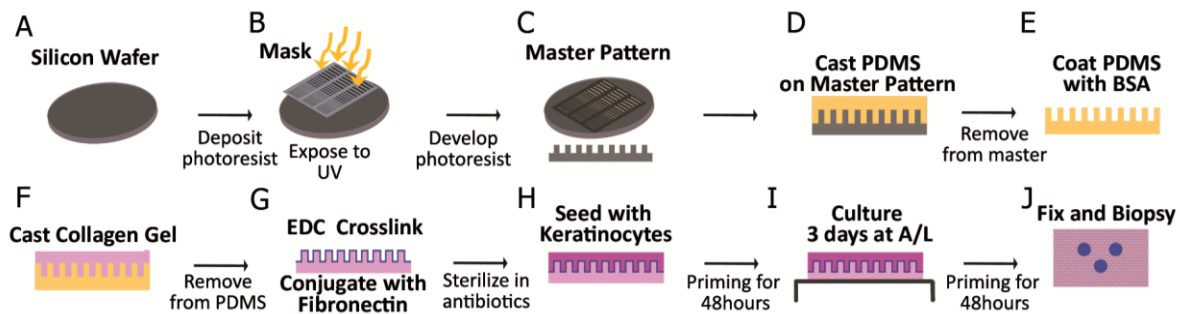 A
Silicon Wafer
Deposit
photoresist
B
Mask
Expose to
UV
Develop
photoresist
C
Master Pattern
D
Cast PDMS
on Master Pattern
Remove
from master
E
Coat PDMS
with BSA
F
Cast Collagen Gel
Remove
from PDMS
G
EDC Crosslink
Conjugate with
Fibronectin
Sterilize in
antibiotics
H
Seed with
Keratinocytes
Priming for
48hours
I
Culture
3 days at A/L
Priming for
48hours
J
Fix and Biopsy